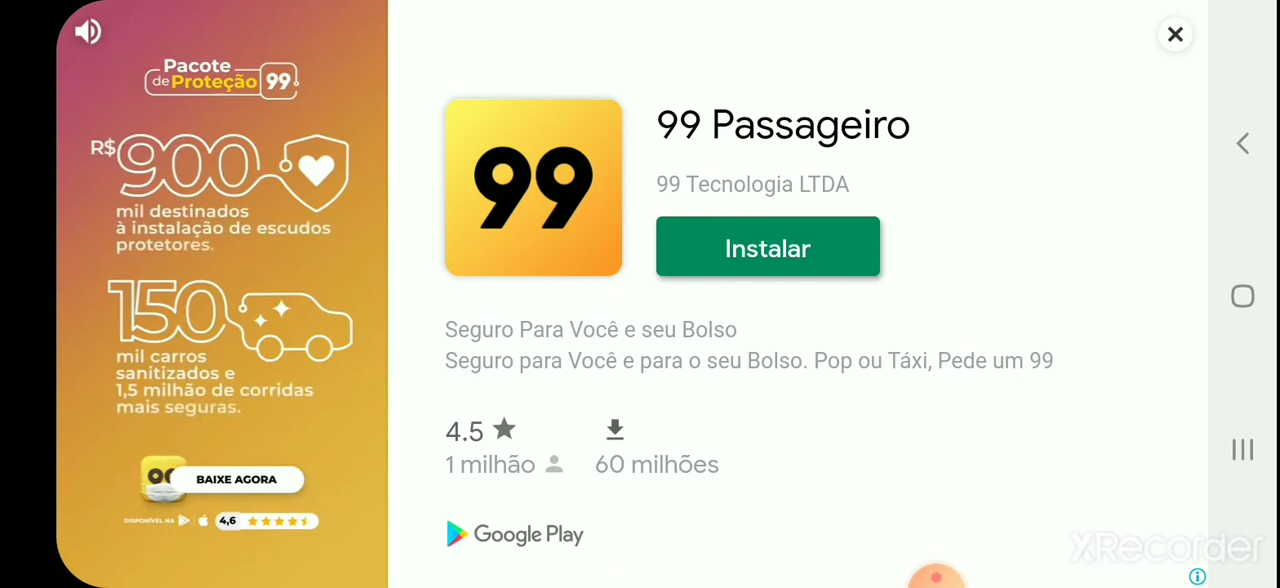 Pacote
de Proteção 99
R$900
mil destinados
à instalação de escudos
protetores.
150
mil carros
sanitizados e
1,5 milhão de corridas
mais seguras.
99
BAIXE AGORA
DISPONÍVEL NA
4,6
99
99 Passageiro
99 Tecnologia LTDA
Instalar
Seguro Para Você e seu Bolso
Seguro para Você e para o seu Bolso. Pop ou Táxi, Pede um 99
4.5
1 milhão 60 milhões
Google Play
XRecorder